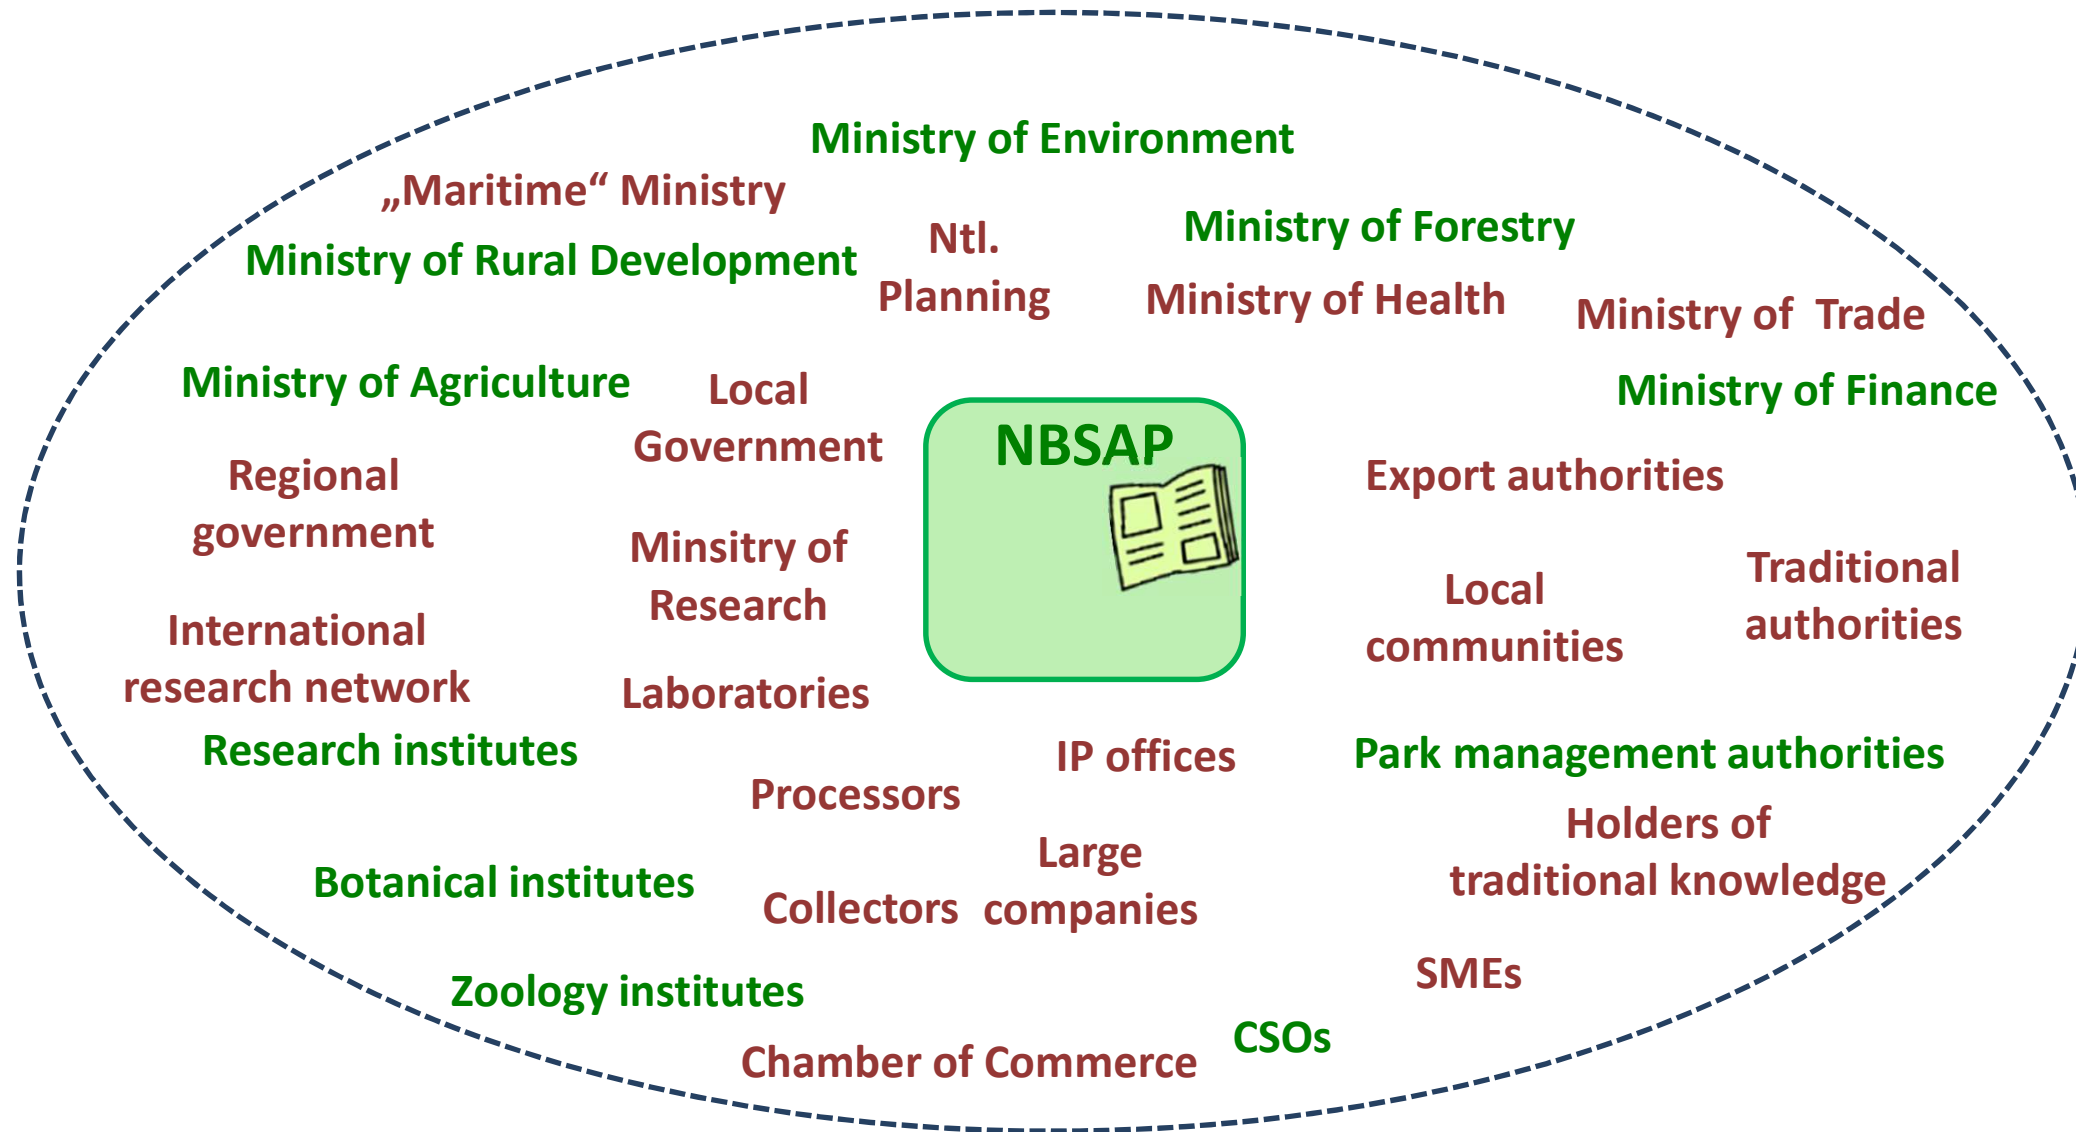 Ministry of Environment
„Maritime“ Ministry
Ministry of Rural Development
Ntl.
Planning
Ministry of Forestry
Ministry of Health
Ministry of  Trade
Ministry of Agriculture
Local
Government
Ministry of Finance
NBSAP
Regional
government
Export authorities
Minsitry of
Research
Local
communities
Traditional
authorities
International
research network
Laboratories
Research institutes
IP offices
Park management authorities
Processors
Holders of
traditional knowledge
Large
companies
Botanical institutes
Collectors
SMEs
Zoology institutes
CSOs
Chamber of Commerce